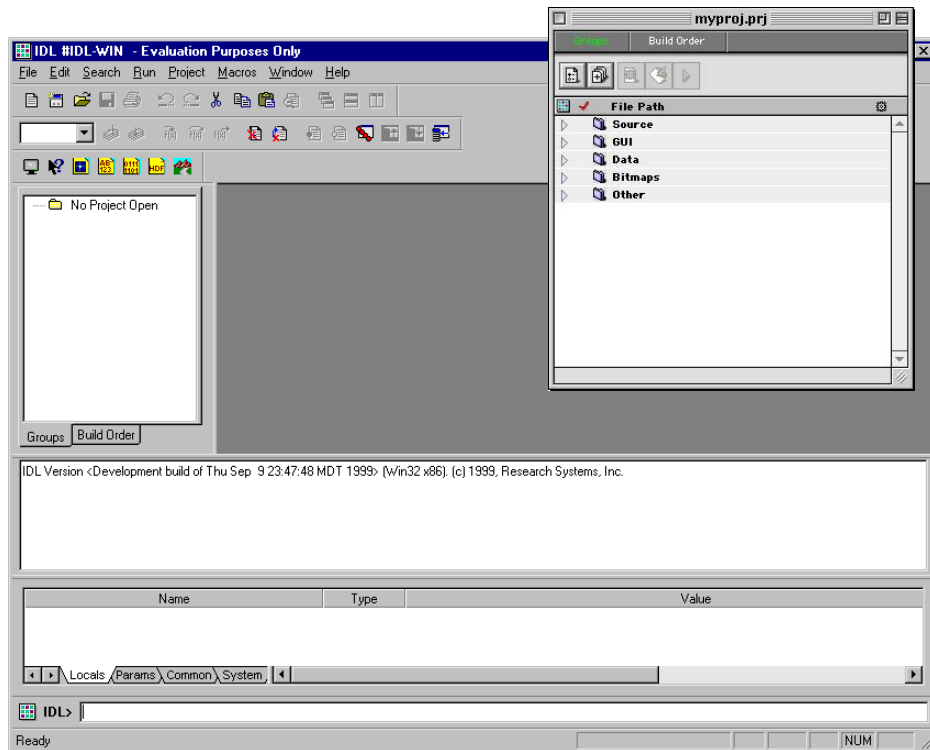 myproj.prj
Groups Build Order
File Path
Source
GUI
Data
Bitmaps
Other
IDL #IDL-WIN - Evaluation Purposes Only
File Edit Search Run Project Macros Window Help
No Project Open
Groups Build Order
IDL Version <Development build of Thu Sep 9 23:47:48 MDT 1999> (Win32 x86). (c) 1999, Research Systems, Inc.
Name Type Value
Locals Params Common System
IDL>
Ready NUM